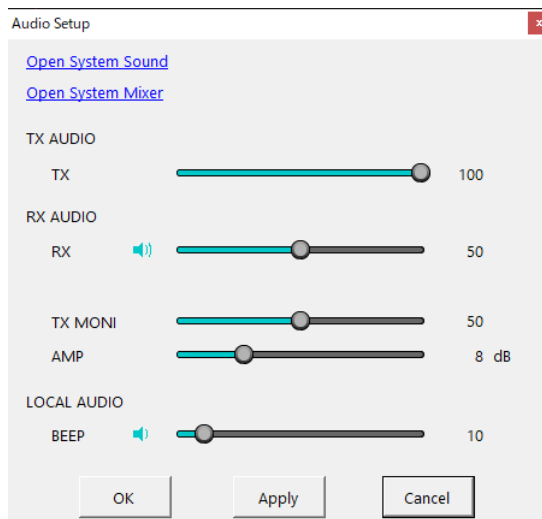 Audio Setup
x
Open System Sound
Open System Mixer
TX AUDIO
TX 100
RX AUDIO
RX 50
TX MONI 50
AMP 8 dB
LOCAL AUDIO
BEEP 10
OK Apply Cancel